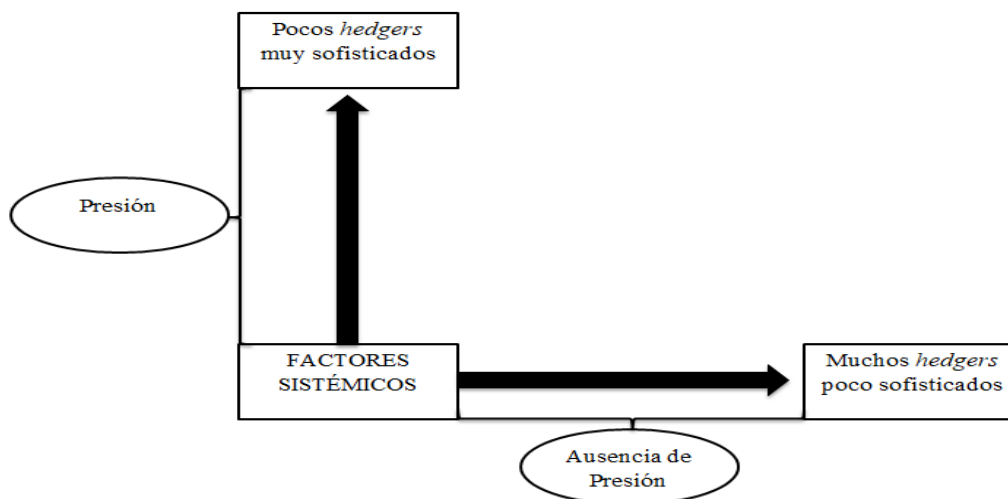 Pocos hedgers
muy sofisticados
Presión
FACTORES
SISTÉMICOS
Muchos hedgers
poco sofisticados
Ausencia de
Presión